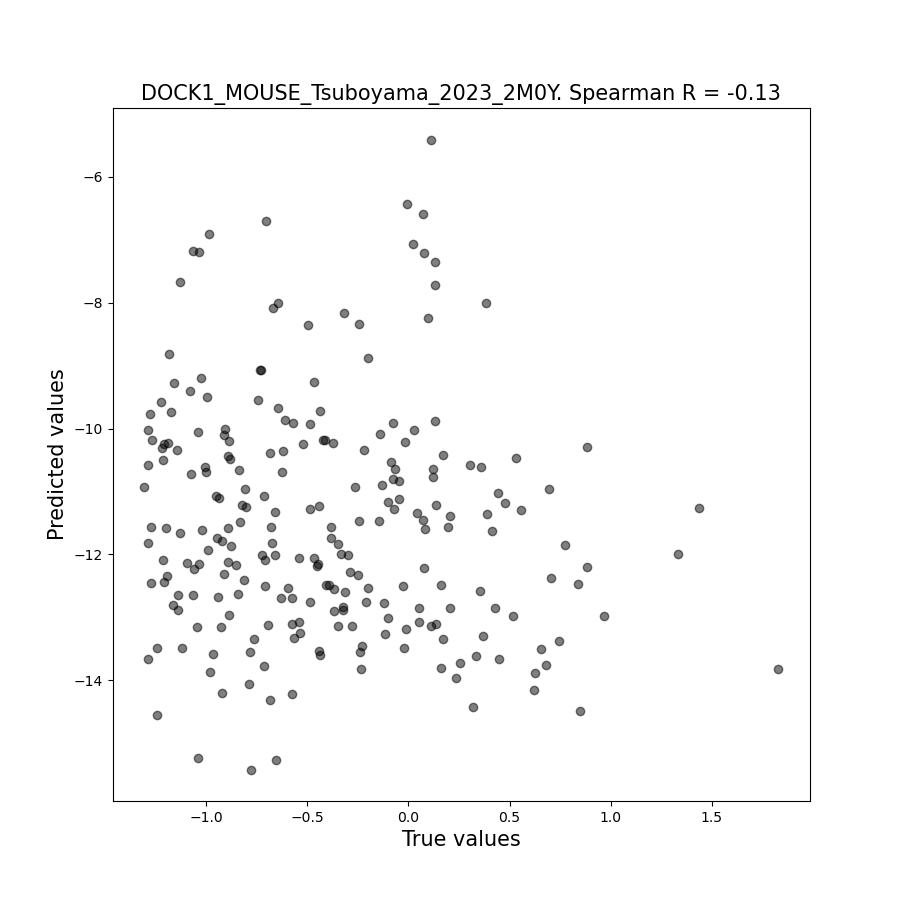 DOCK1_MOUSE_Tsuboyama_2023_2M0Y. Spearman R = -0.13
Predicted values
−6
−8
−10
−12
−14
−1.0 −0.5 0.0 0.5 1.0 1.5
True values